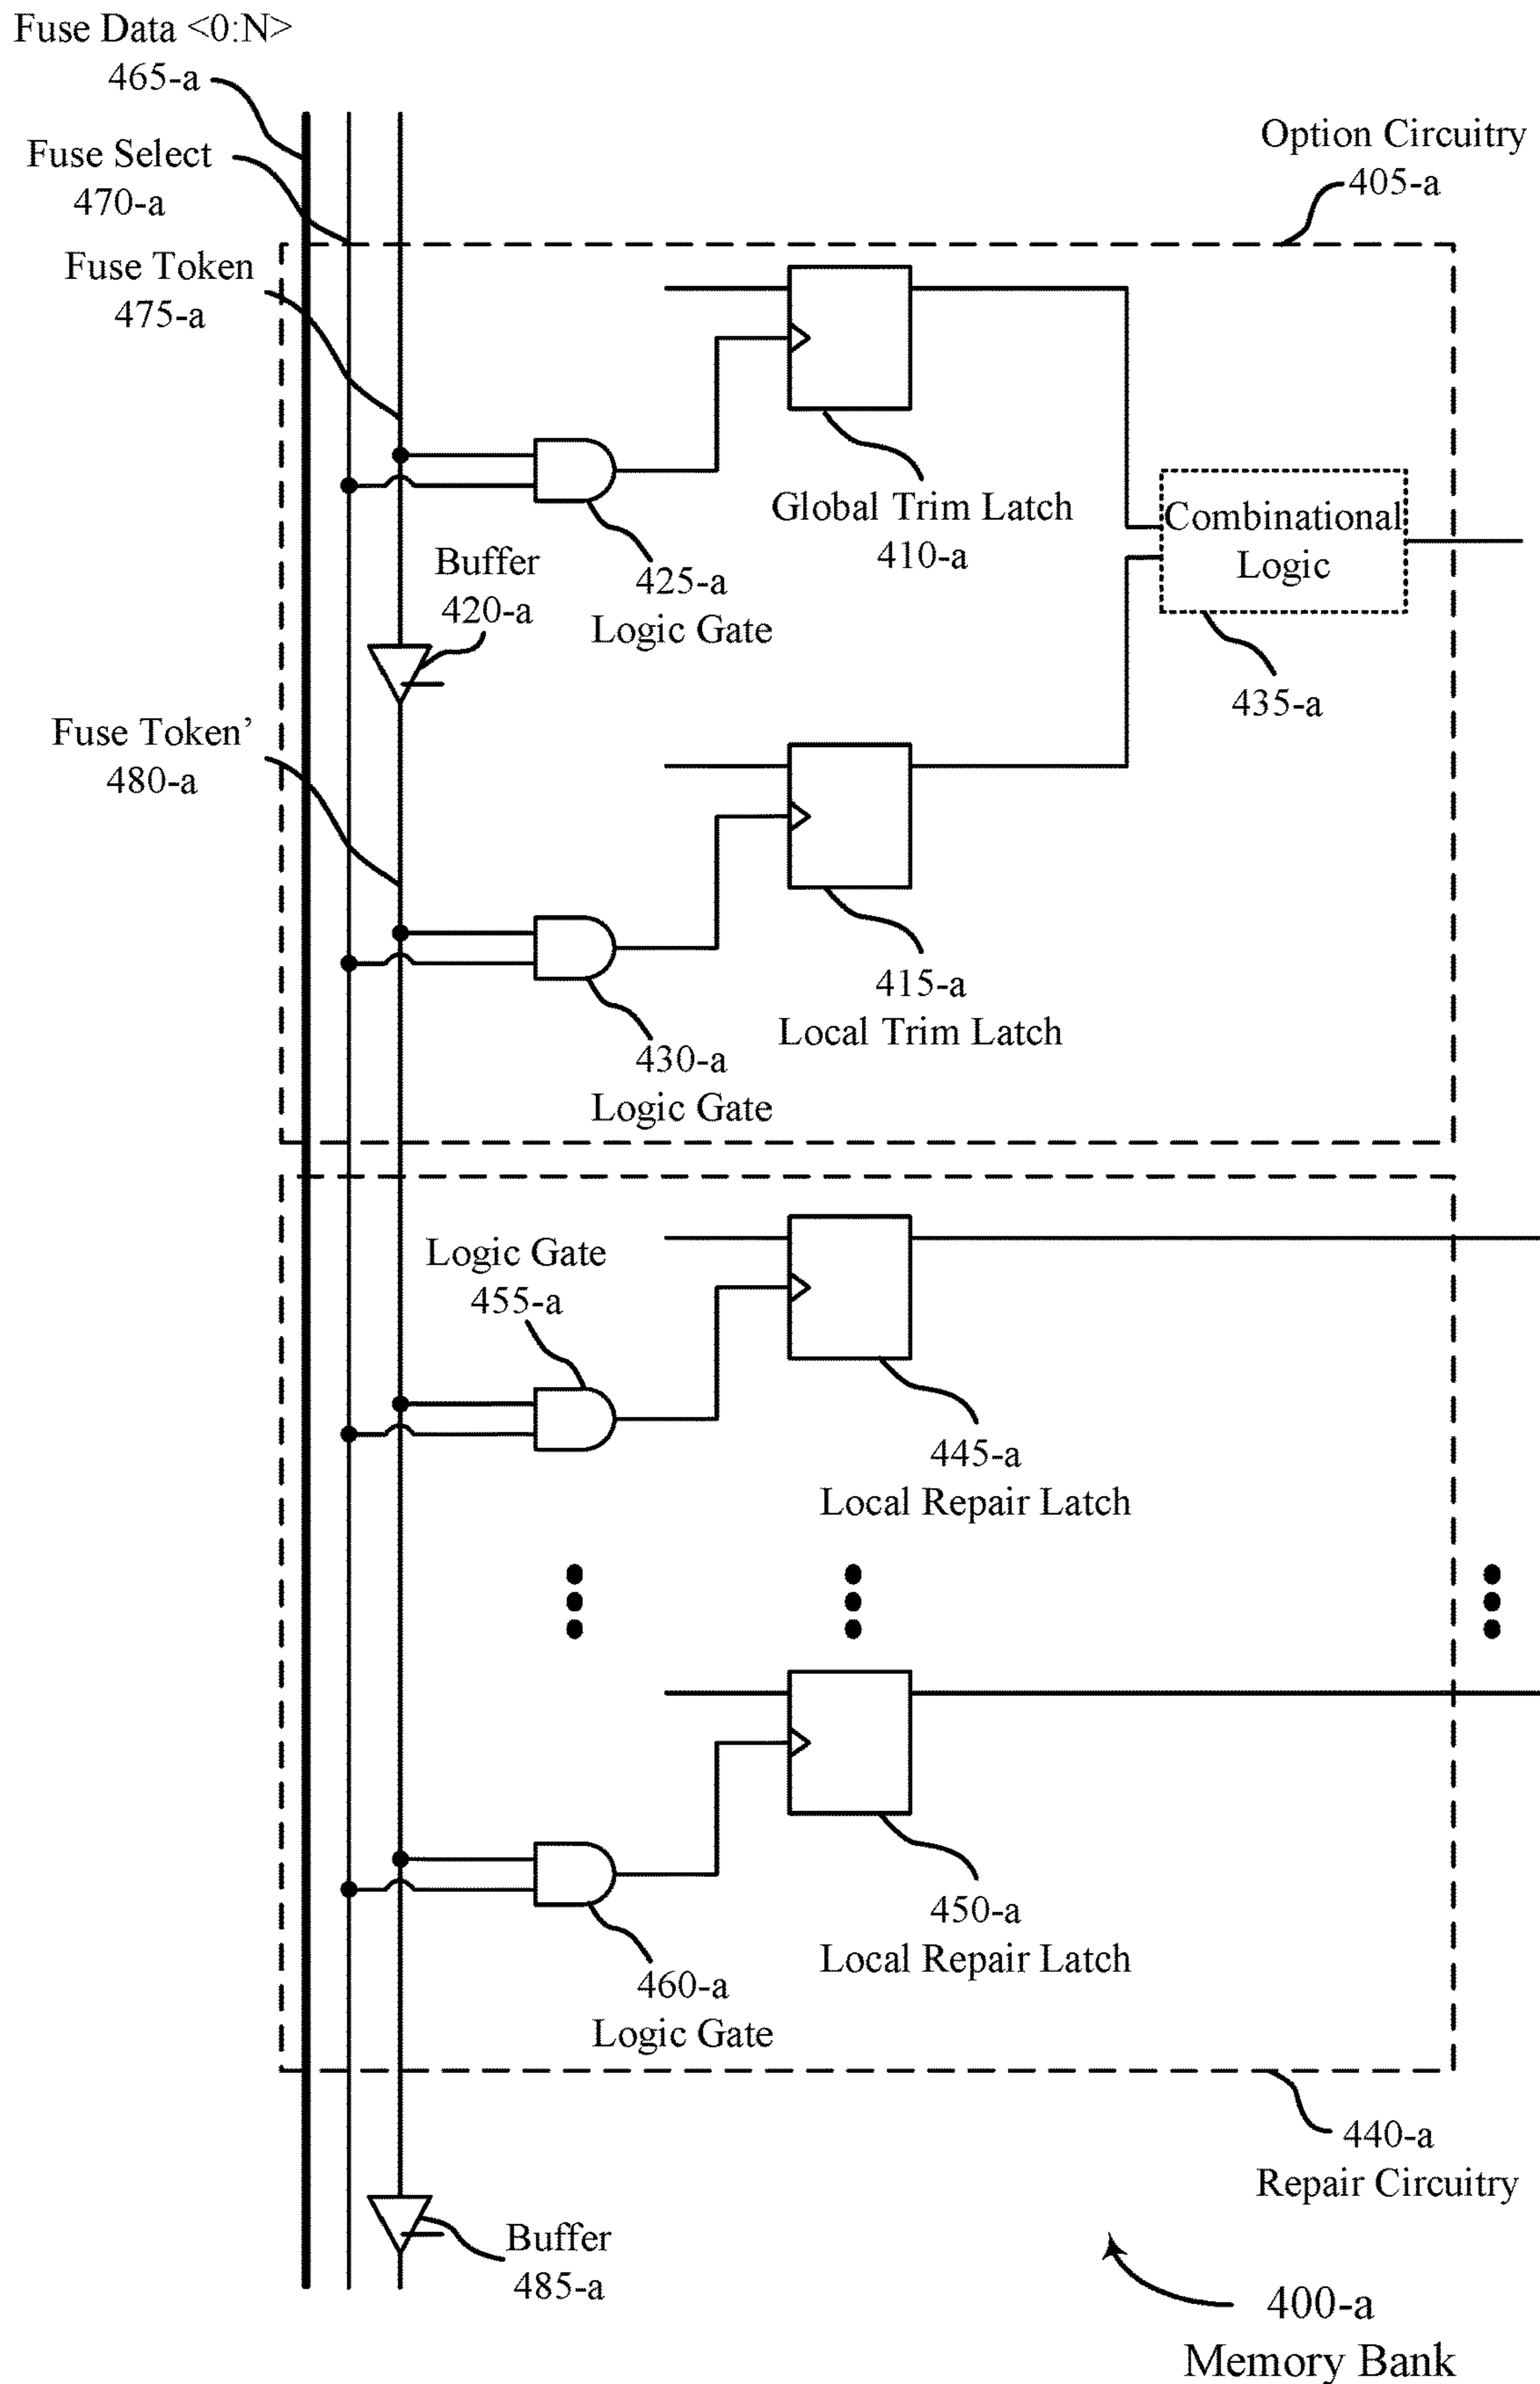 Fuse Data <0:N>
465-a
Fuse Select
470-a
Option Circuitry
405-a
Fuse Token
475-a
Global Trim Latch
410-a
Combinational
Logic
435-a
Buffer
420-a
425-a
Logic Gate
Fuse Token’
480-a
415-a
Local Trim Latch
430-a
Logic Gate
Logic Gate
455-a
445-a
Local Repair Latch
450-a
Local Repair Latch
460-a
Logic Gate
440-a
Repair Circuitry
Buffer
485-a
400-a
Memory Bank